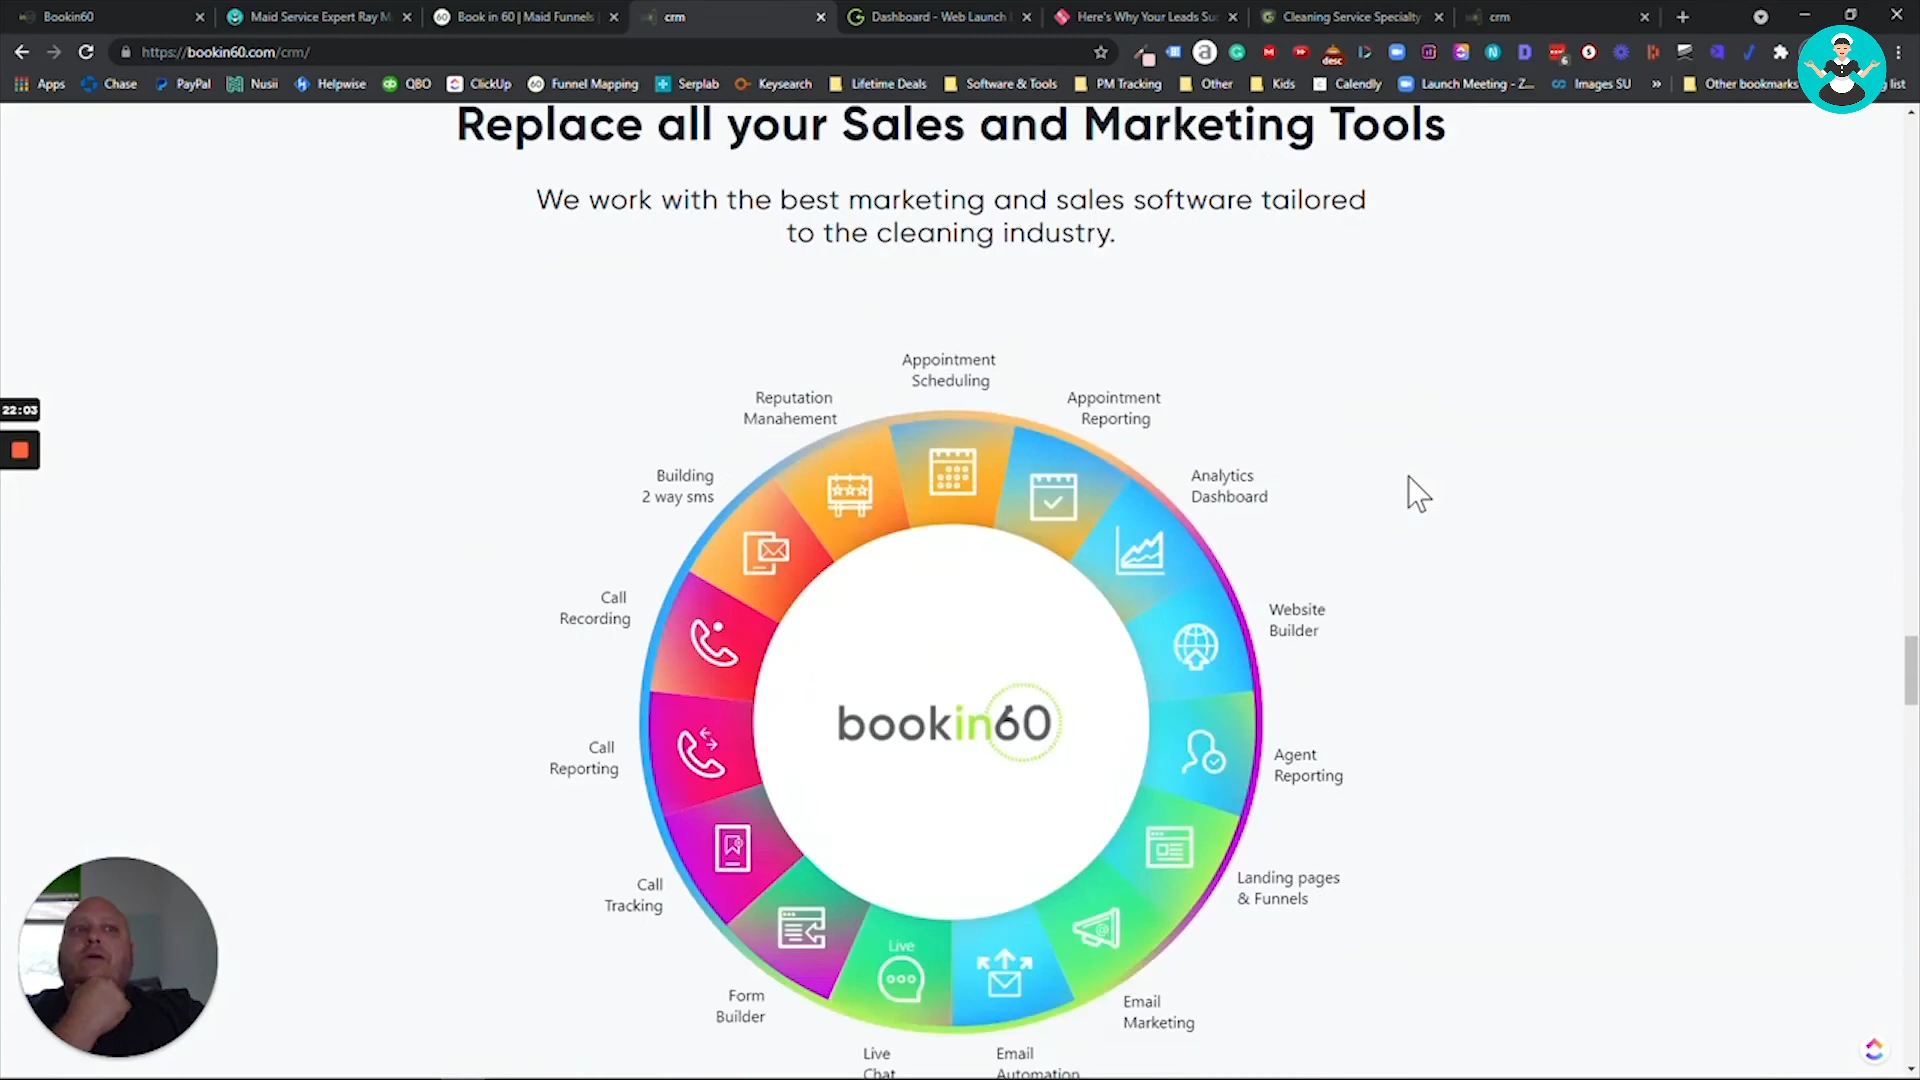 Bookin60
Maid Service Expert Ray M
Book in 60 | Maid Funnels
crm
Dashboard - Web Launch
Here's Why Your Leads Su
Cleaning Service Specialty
crm
https://bookin60.com/crm/
desc
6
Apps
Chase
PayPal
Nusii
Helpwise
QBO
ClickUp
Funnel Mapping
Serplab
Keysearch
Lifetime Deals
Software & Tools
PM Tracking
Other
Kids
Calendly
Launch Meeting - Z...
Images SU
»
Other bookmarks
list
Replace all your Sales and Marketing Tools
We work with the best marketing and sales software tailored
to the cleaning industry.
22:03
Appointment
Scheduling
Reputation
Manahement
Appointment
Reporting
Building
2 way sms
Analytics
Dashboard
Call
Recording
Website
Builder
bookin60
Call
Reporting
Agent
Reporting
Call
Tracking
Landing pages
& Funnels
Live
Form
Builder
Email
Marketing
Live
Chat
Email
Automation